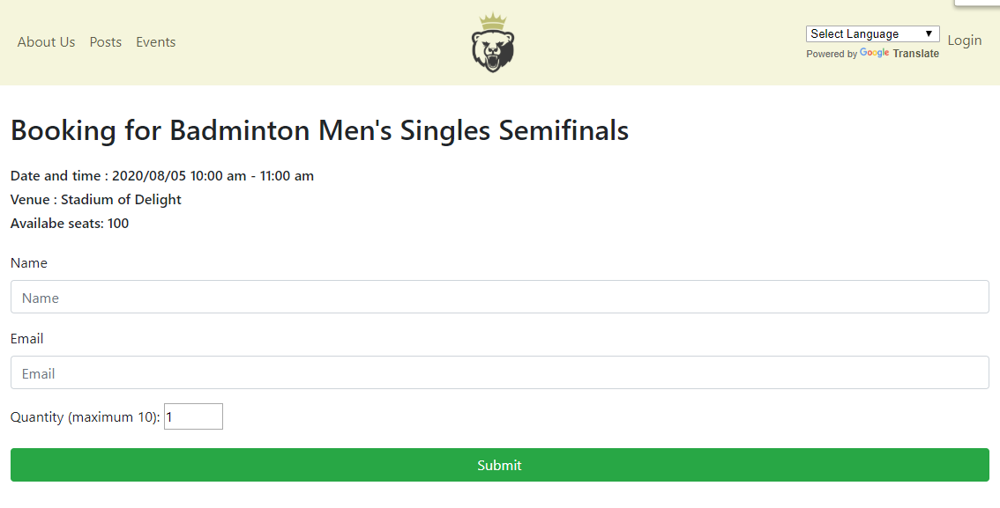 About Us Posts Events
Select Language ▼
Login
Powered by Google Translate
Booking for Badminton Men's Singles Semifinals
Date and time : 2020/08/05 10:00 am - 11:00 am
Venue : Stadium of Delight
Availabe seats: 100
Name
Name
Email
Email
Quantity (maximum 10): 1
Submit